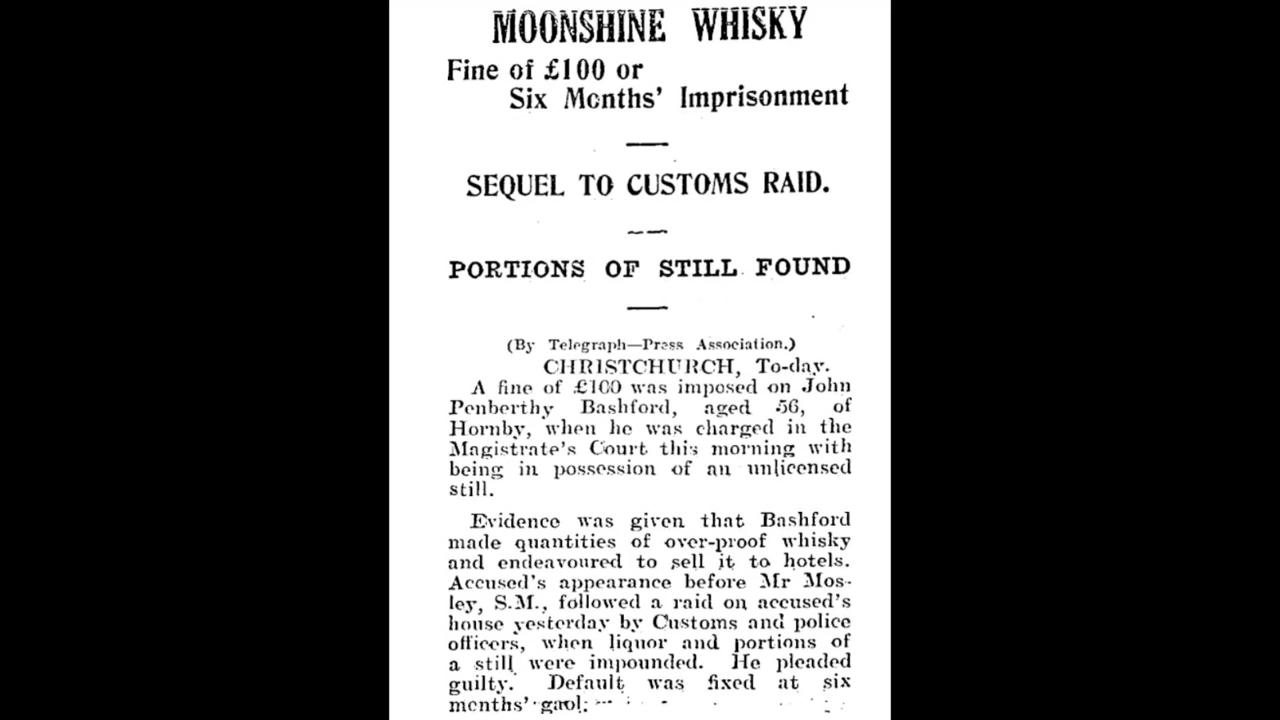 MOONSHINE WHISKY
Fine of £100 or
Six Months' Imprisonment
SEQUEL TO CUSTOMS RAID.
PORTIONS OF STILL FOUND
(By Telegraph—Press Association.)
CHRISTCHURCH, To-day.
A fine of £100 was imposed on John
Penberthy Bashford, aged 56, of
Hornby, when he was charged in the
Magistrate's Court this morning with
being in possession of an unlicensed
still.
Evidence was given that Bashford
made quantities of over-proof whisky
and endeavoured to sell it to hotels.
Accused's appearance before Mr Mos-
ley, S.M., followed a raid on accused's
house yesterday by Customs and police
officers, when liquor and portions of
a still were impounded. He pleaded
guilty. Default was fixed at six
months' gaol.